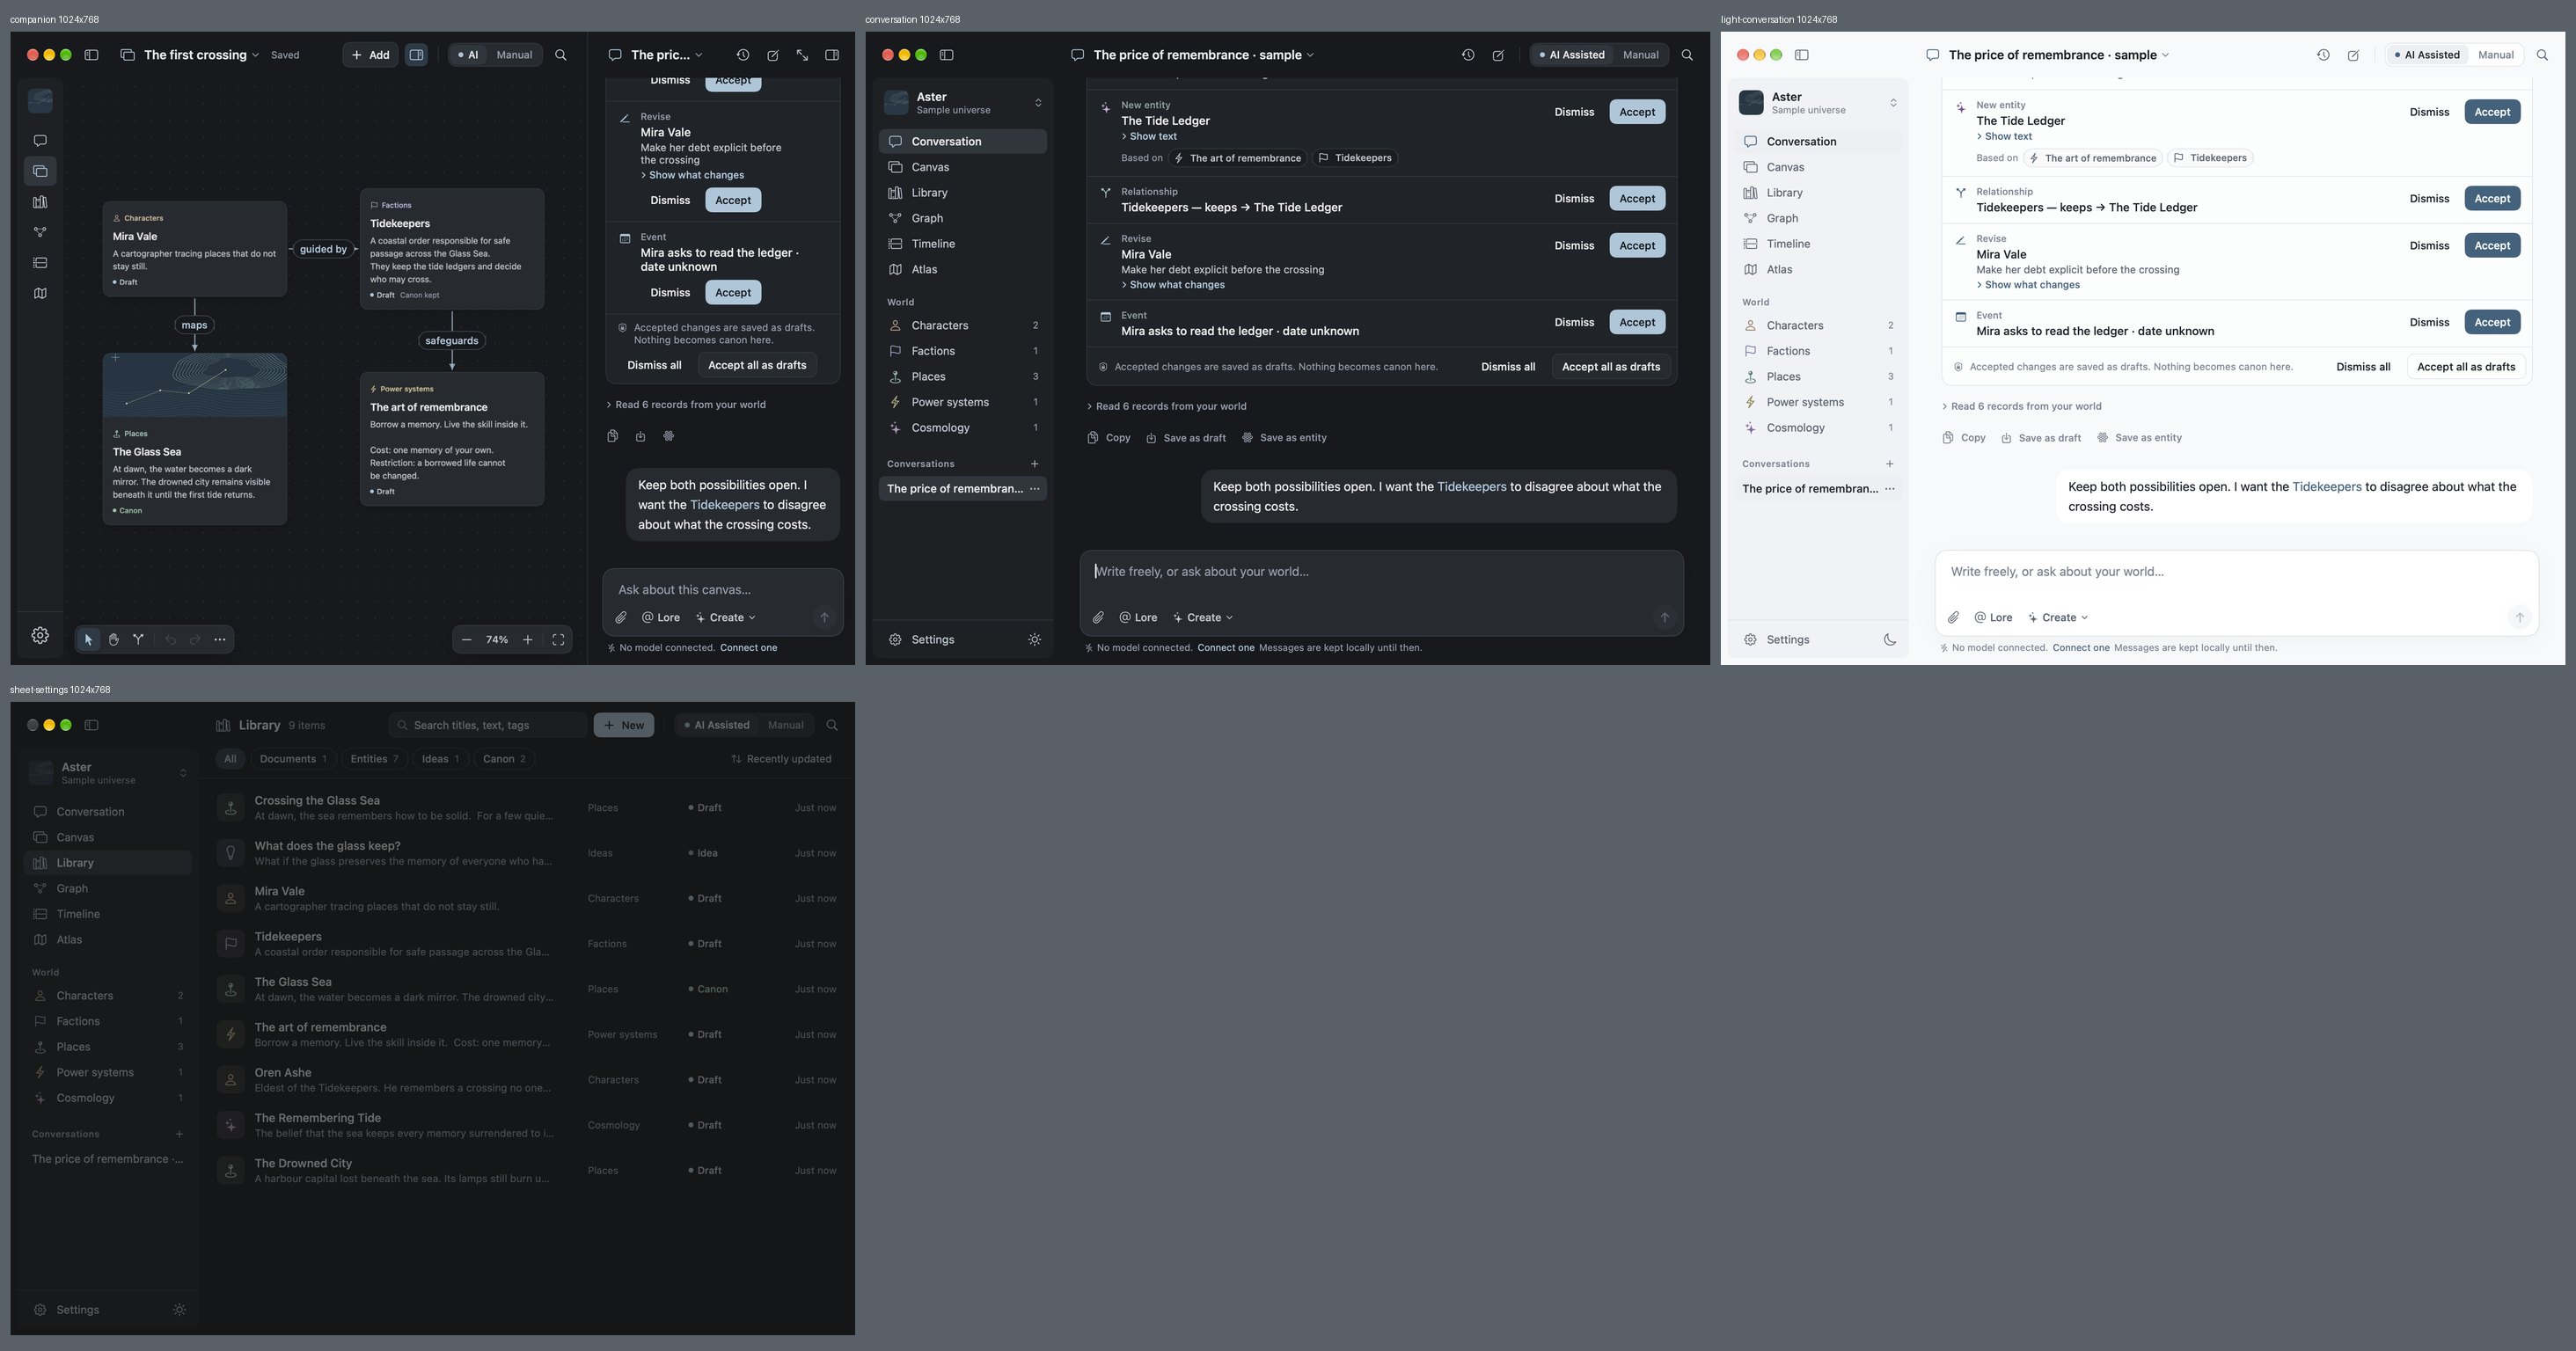 companion 1024x768
The first crossing
Saved
Add
AI
Manual
The pric...
Characters
Mira Vale
A cartographer tracing places that do not
stay still.
Draft
guided by
Factions
Tidekeepers
A coastal order responsible for safe
passage across the Glass Sea.
They keep the tide ledgers and decide
who may cross.
Draft Canon kept
maps
safeguards
Places
The Glass Sea
At dawn, the water becomes a dark
mirror. The drowned city remains visible
beneath it until the first tide returns.
Canon
Power systems
The art of remembrance
Borrow a memory. Live the skill inside it.
Cost: one memory of your own.
Restriction: a borrowed life cannot
be changed.
Draft
74%
Dismiss
Accept
Revise
Mira Vale
Make her debt explicit before
the crossing
Show what changes
Dismiss
Accept
Event
Mira asks to read the ledger ·
date unknown
Dismiss
Accept
Accepted changes are saved as drafts.
Nothing becomes canon here.
Dismiss all
Accept all as drafts
Read 6 records from your world
Keep both possibilities open. I
want the Tidekeepers to disagree
about what the crossing costs.
Ask about this canvas...
@ Lore
Create
No model connected. Connect one
conversation 1024x768
The price of remembrance · sample
AI Assisted
Manual
Aster
Sample universe
Conversation
Canvas
Library
Graph
Timeline
Atlas
World
Characters 2
Factions 1
Places 3
Power systems 1
Cosmology 1
Conversations
The price of remembran...
Settings
New entity
The Tide Ledger
Show text
Based on The art of remembrance Tidekeepers
Dismiss
Accept
Relationship
Tidekeepers — keeps → The Tide Ledger
Dismiss
Accept
Revise
Mira Vale
Make her debt explicit before the crossing
Show what changes
Dismiss
Accept
Event
Mira asks to read the ledger · date unknown
Dismiss
Accept
Accepted changes are saved as drafts. Nothing becomes canon here.
Dismiss all
Accept all as drafts
Read 6 records from your world
Copy
Save as draft
Save as entity
Keep both possibilities open. I want the Tidekeepers to disagree about what the
crossing costs.
Write freely, or ask about your world...
@ Lore
Create
No model connected. Connect one Messages are kept locally until then.
light-conversation 1024x768
The price of remembrance · sample
AI Assisted
Manual
Aster
Sample universe
Conversation
Canvas
Library
Graph
Timeline
Atlas
World
Characters 2
Factions 1
Places 3
Power systems 1
Cosmology 1
Conversations
The price of remembran...
Settings
New entity
The Tide Ledger
Show text
Based on The art of remembrance Tidekeepers
Dismiss
Accept
Relationship
Tidekeepers — keeps → The Tide Ledger
Dismiss
Accept
Revise
Mira Vale
Make her debt explicit before the crossing
Show what changes
Dismiss
Accept
Event
Mira asks to read the ledger · date unknown
Dismiss
Accept
Accepted changes are saved as drafts. Nothing becomes canon here.
Dismiss all
Accept all as drafts
Read 6 records from your world
Copy
Save as draft
Save as entity
Keep both possibilities open. I want the Tidekeepers to disagree about what the
crossing costs.
Write freely, or ask about your world...
@ Lore
Create
No model connected. Connect one Messages are kept locally until then.
sheet-settings 1024x768
Library 9 items
Search titles, text, tags
New
AI Assisted
Manual
All
Documents 1
Entities 7
Ideas 1
Canon 2
Recently updated
Aster
Sample universe
Conversation
Canvas
Library
Graph
Timeline
Atlas
World
Characters 2
Factions 1
Places 3
Power systems 1
Cosmology 1
Conversations
The price of remembrance ·...
Settings
Crossing the Glass Sea
At dawn, the sea remembers how to be solid. For a few quie...
Places
Draft
Just now
What does the glass keep?
What if the glass preserves the memory of everyone who ha...
Ideas
Idea
Just now
Mira Vale
A cartographer tracing places that do not stay still.
Characters
Draft
Just now
Tidekeepers
A coastal order responsible for safe passage across the Gla...
Factions
Draft
Just now
The Glass Sea
At dawn, the water becomes a dark mirror. The drowned city...
Places
Canon
Just now
The art of remembrance
Borrow a memory. Live the skill inside it. Cost: one memory...
Power systems
Draft
Just now
Oren Ashe
Eldest of the Tidekeepers. He remembers a crossing no one...
Characters
Draft
Just now
The Remembering Tide
The belief that the sea keeps every memory surrendered to i...
Cosmology
Draft
Just now
The Drowned City
A harbour capital lost beneath the sea. Its lamps still burn u...
Places
Draft
Just now